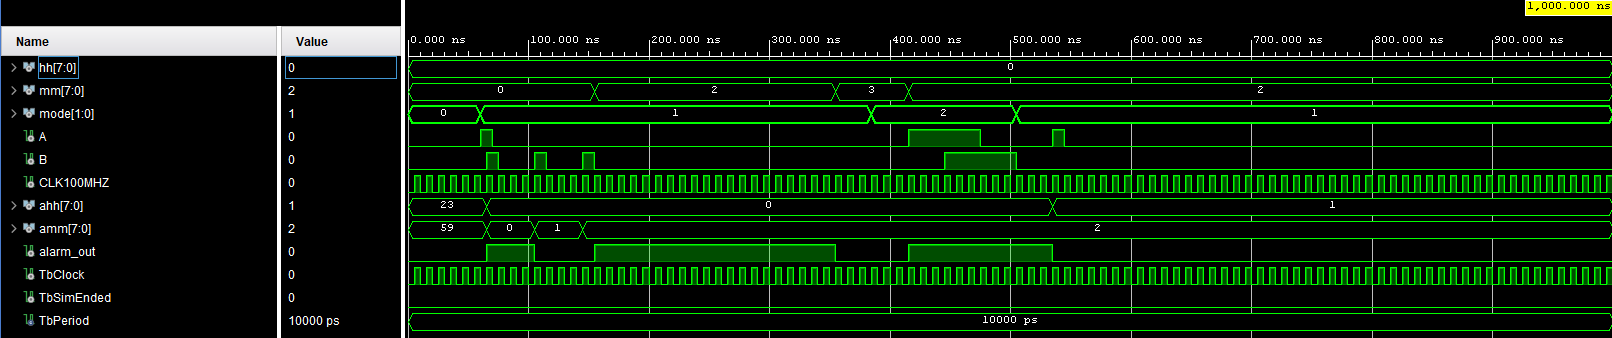 1,000.000 ns
Name Value 0.000 ns 100.000 ns 200.000 ns 300.000 ns 400.000 ns 500.000 ns 600.000 ns 700.000 ns 800.000 ns 900.000 ns
hh[7:0] 0 0
mm[7:0] 2 0 2 3 2
mode[1:0] 1 0 1 2 1
A 0
B 0
CLK100MHZ 0
ahh[7:0] 1 23 0 1
amm[7:0] 2 59 0 1 2
alarm_out 0
TbClock 0
TbSimEnded 0
TbPeriod 10000 ps 10000 ps